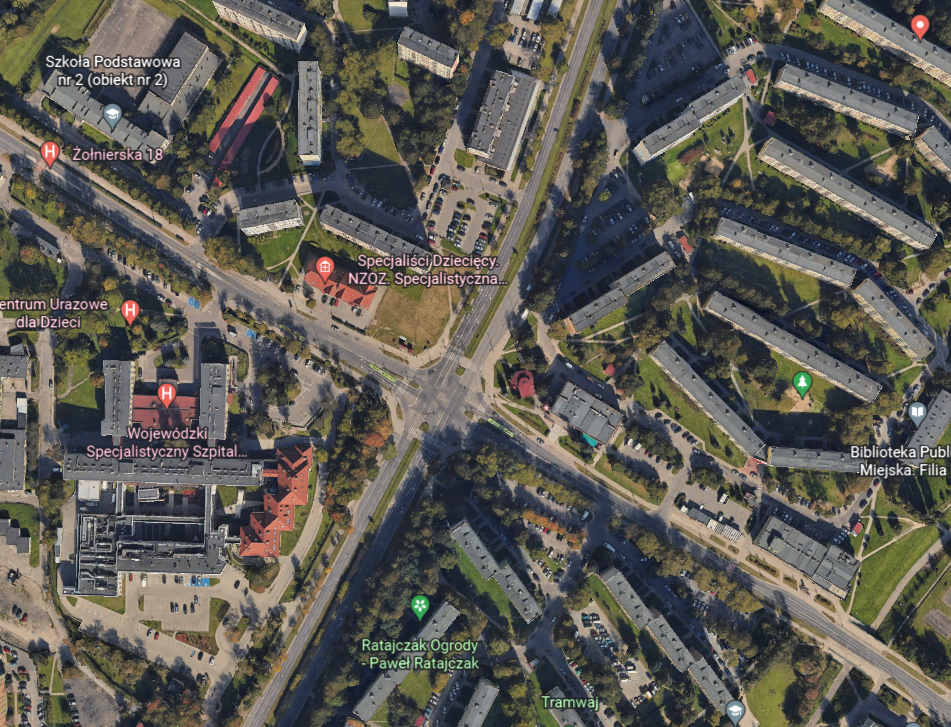 Szkoła Podstawowa
nr 2 (obiekt nr 2)
Żołnierska 18
Specjaliści Dziecięcy.
NZOZ. Specjalistyczna...
entrum Urazowe
dla Dzieci
Wojewódzki
Specjalistyczny Szpital...
Biblioteka Publ
Miejska. Filia
Ratajczak Ogrody
- Paweł Ratajczak
Tramwaj